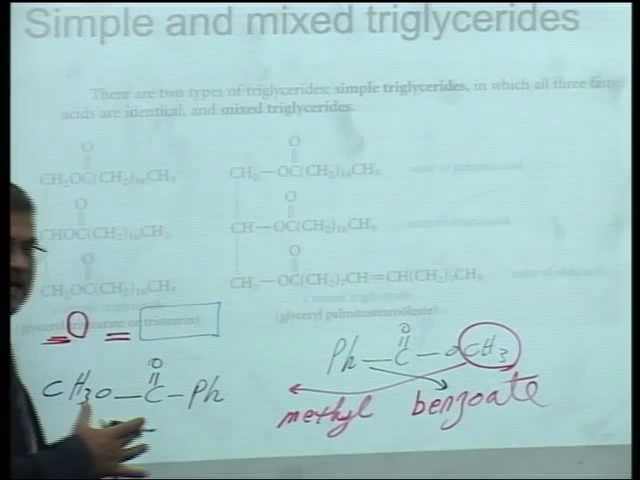 Simple and mixed triglycerides
There are two types of triglycerides: simple triglycerides, in which all three fatty
acids are identical, and mixed triglycerides.
O
CH₂OC(CH₂)₁₆CH₃
O
CHOC(CH₂)₁₆CH₃
O
CH₂OC(CH₂)₁₆CH₃
O
CH₂—OC(CH₂)₁₄CH₃
O
CH—OC(CH₂)₁₆CH₃
O
CH₂—OC(CH₂)₇CH=CH(CH₂)₇CH₃
(glyceryl palmitostearoleate)
O =
CH3O—C—Ph
O
Ph—C—OCH3
O
methyl benzoate